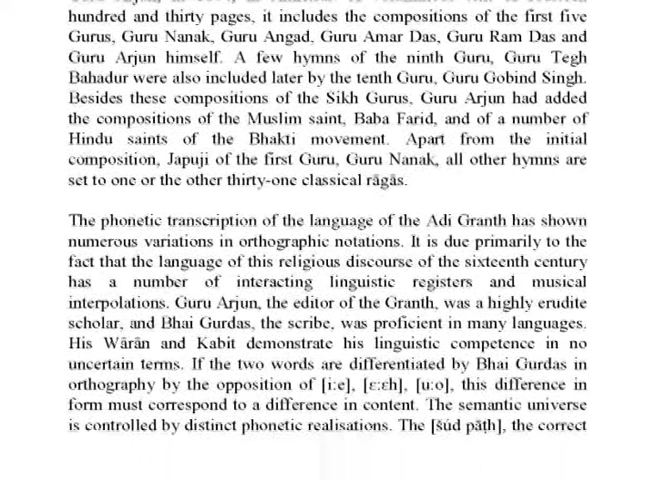 hundred and thirty pages, it includes the compositions of the first five
Gurus, Guru Nanak, Guru Angad, Guru Amar Das, Guru Ram Das and
Guru Arjun himself. A few hymns of the ninth Guru, Guru Tegh
Bahadur were also included later by the tenth Guru, Guru Gobind Singh.
Besides these compositions of the Sikh Gurus, Guru Arjun had added
the compositions of the Muslim saint, Baba Farid, and of a number of
Hindu saints of the Bhakti movement. Apart from the initial
composition, Japuji of the first Guru, Guru Nanak, all other hymns are
set to one or the other thirty-one classical rāgās.
The phonetic transcription of the language of the Adi Granth has shown
numerous variations in orthographic notations. It is due primarily to the
fact that the language of this religious discourse of the sixteenth century
has a number of interacting linguistic registers and musical
interpolations. Guru Arjun, the editor of the Granth, was a highly erudite
scholar, and Bhai Gurdas, the scribe, was proficient in many languages.
His Wārān and Kabit demonstrate his linguistic competence in no
uncertain terms. If the two words are differentiated by Bhai Gurdas in
orthography by the opposition of [i:e], [ɛ:ɛh], [u:o], this difference in
form must correspond to a difference in content. The semantic universe
is controlled by distinct phonetic realisations. The [šúd pāṭh], the correct